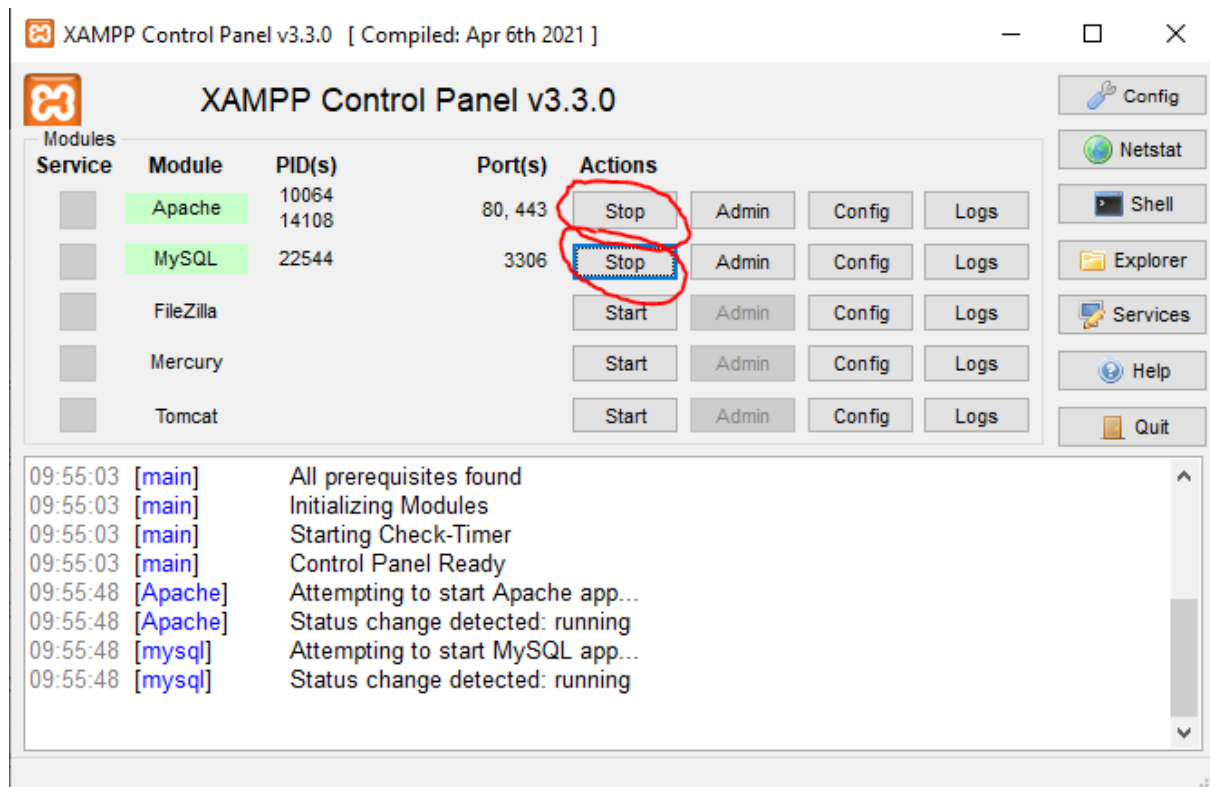 XAMPP Control Panel v3.3.0 [ Compiled: Apr 6th 2021 ]
XAMPP Control Panel v3.3.0
Config
Modules
Service Module PID(s) Port(s) Actions
Netstat
Apache 10064 14108 80, 443 Stop Admin Config Logs
Shell
MySQL 22544 3306 Stop Admin Config Logs
Explorer
FileZilla Start Admin Config Logs
Services
Mercury Start Admin Config Logs
Help
Tomcat Start Admin Config Logs
Quit
09:55:03 [main] All prerequisites found
09:55:03 [main] Initializing Modules
09:55:03 [main] Starting Check-Timer
09:55:03 [main] Control Panel Ready
09:55:48 [Apache] Attempting to start Apache app...
09:55:48 [Apache] Status change detected: running
09:55:48 [mysql] Attempting to start MySQL app...
09:55:48 [mysql] Status change detected: running